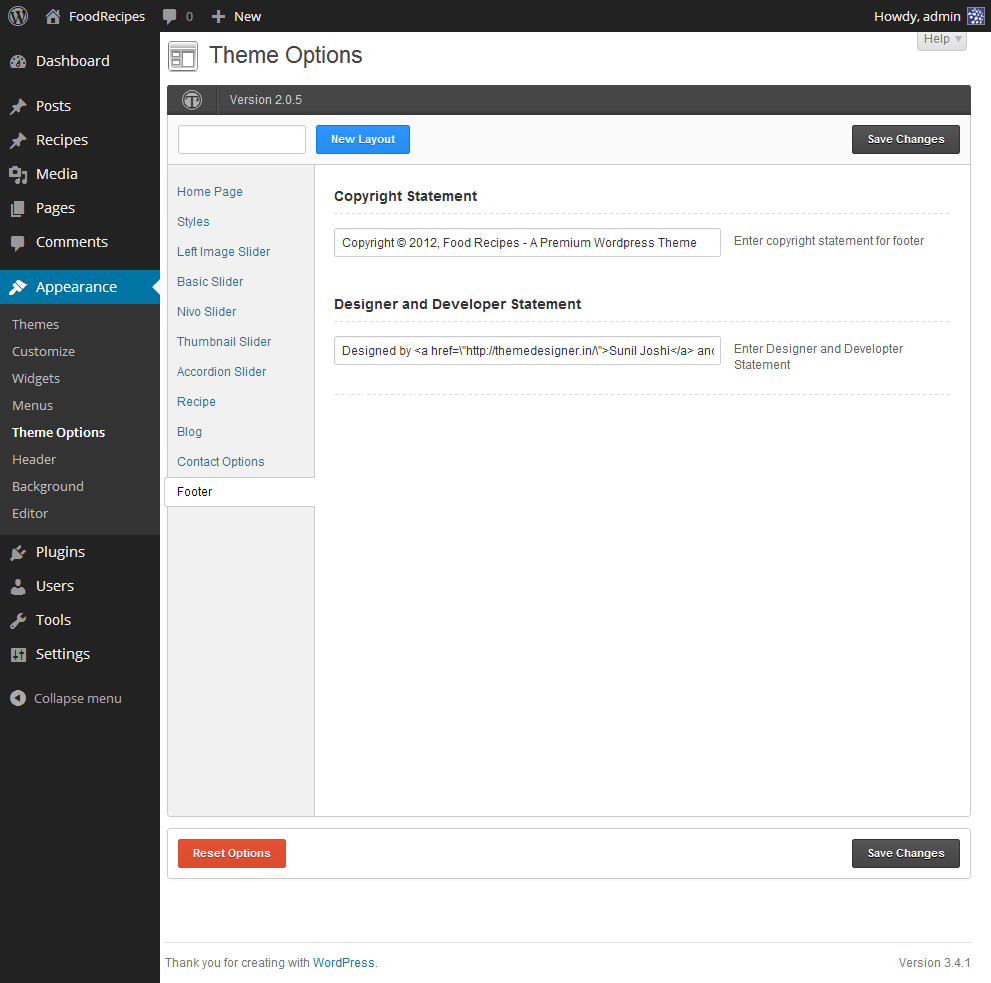 FoodRecipes 0 New Howdy, admin
Help
Dashboard
Posts
Recipes
Media
Pages
Comments
Appearance
Themes
Customize
Widgets
Menus
Theme Options
Header
Background
Editor
Plugins
Users
Tools
Settings
Collapse menu
Theme Options
Version 2.0.5
New Layout Save Changes
Home Page
Styles
Left Image Slider
Basic Slider
Nivo Slider
Thumbnail Slider
Accordion Slider
Recipe
Blog
Contact Options
Footer
Copyright Statement
Copyright © 2012, Food Recipes - A Premium Wordpress Theme
Enter copyright statement for footer
Designer and Developer Statement
Designed by <a href=\"http://themedesigner.in/\">Sunil Joshi</a> and
Enter Designer and Developter
Statement
Reset Options Save Changes
Thank you for creating with WordPress. Version 3.4.1